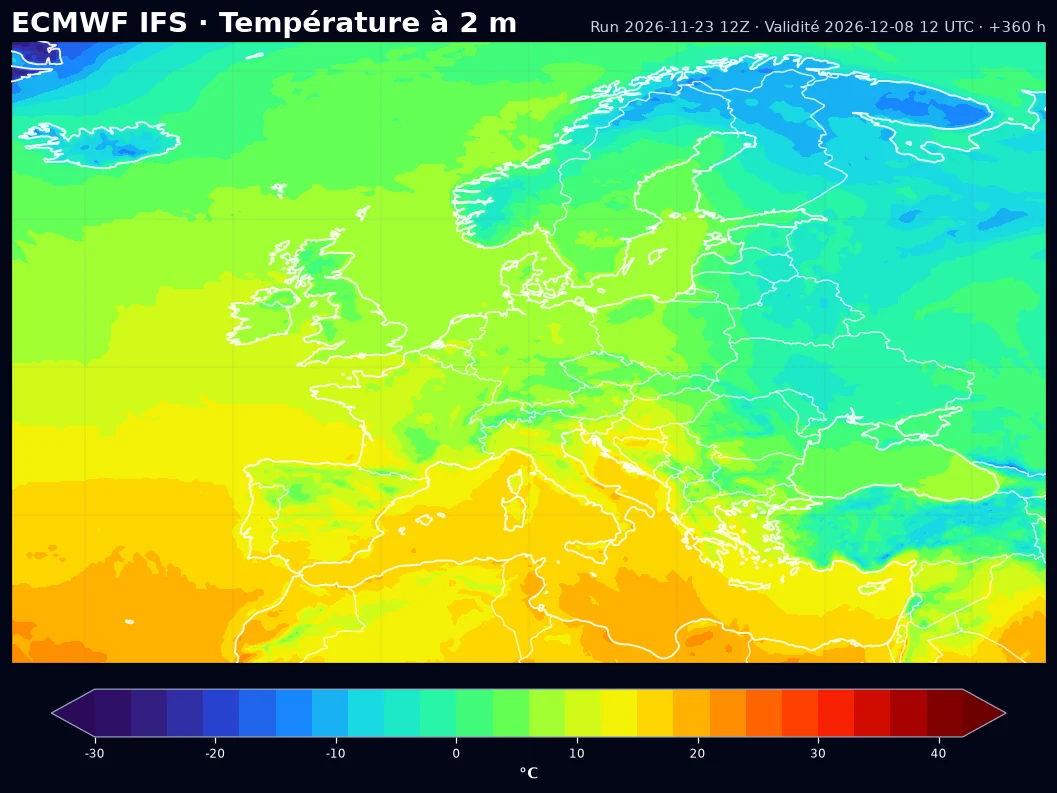 ECMWF IFS · Température à 2 m
Run 2026-11-23 12Z · Validité 2026-12-08 12 UTC · +360 h
-30 -20 -10 0 10 20 30 40
°C